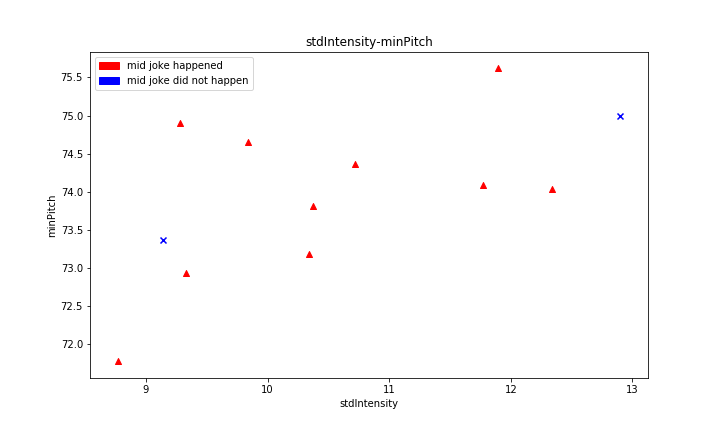 stdIntensity-minPitch
mid joke happened
mid joke did not happen
75.5
75.0
74.5
74.0
73.5
73.0
72.5
72.0
minPitch
9
10
11
12
13
stdIntensity